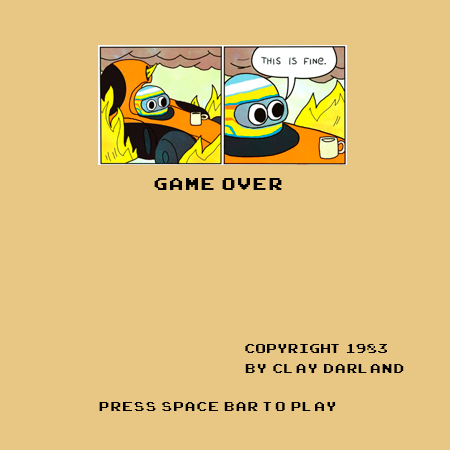 THIS IS FINE.
GAME OVER
COPYRIGHT 1983
BY CLAY DARLAND
PRESS SPACE BAR TO PLAY